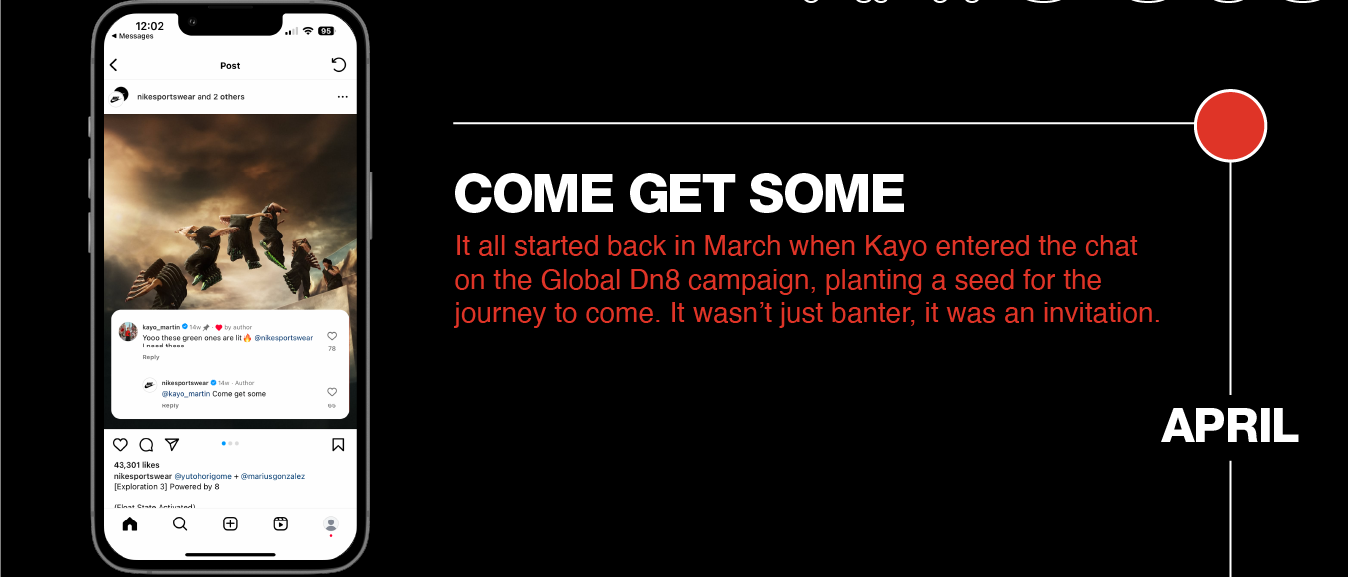 12:02
95
Messages
Post
nikesportswear and 2 others
kayo_martin 14w · by author
Yooo these green ones are lit🔥 @nikesportswear
I need these
78
Reply
nikesportswear 14w · Author
@kayo_martin Come get some
Reply
65
43,301 likes
nikesportswear @yutohorigome + @mariusgonzalez
[Exploration 3] Powered by 8
(Float State Activated)
COME GET SOME
It all started back in March when Kayo entered the chat
on the Global Dn8 campaign, planting a seed for the
journey to come. It wasn’t just banter, it was an invitation.
APRIL